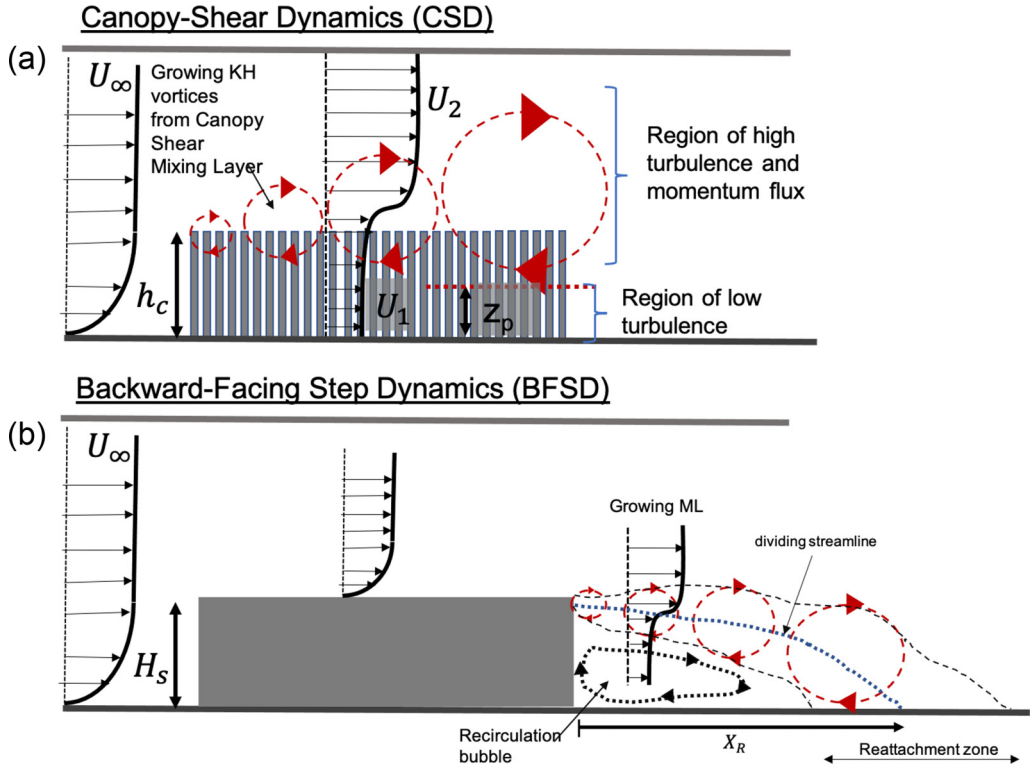 Canopy-Shear Dynamics (CSD)
(a)
U∞
Growing KH
vortices
from Canopy
Shear
Mixing Layer
U2
Region of high
turbulence and
momentum flux
hc
U1
zp
Region of low
turbulence
Backward-Facing Step Dynamics (BFSD)
(b)
U∞
Growing ML
dividing streamline
Hs
Recirculation
bubble
XR
Reattachment zone